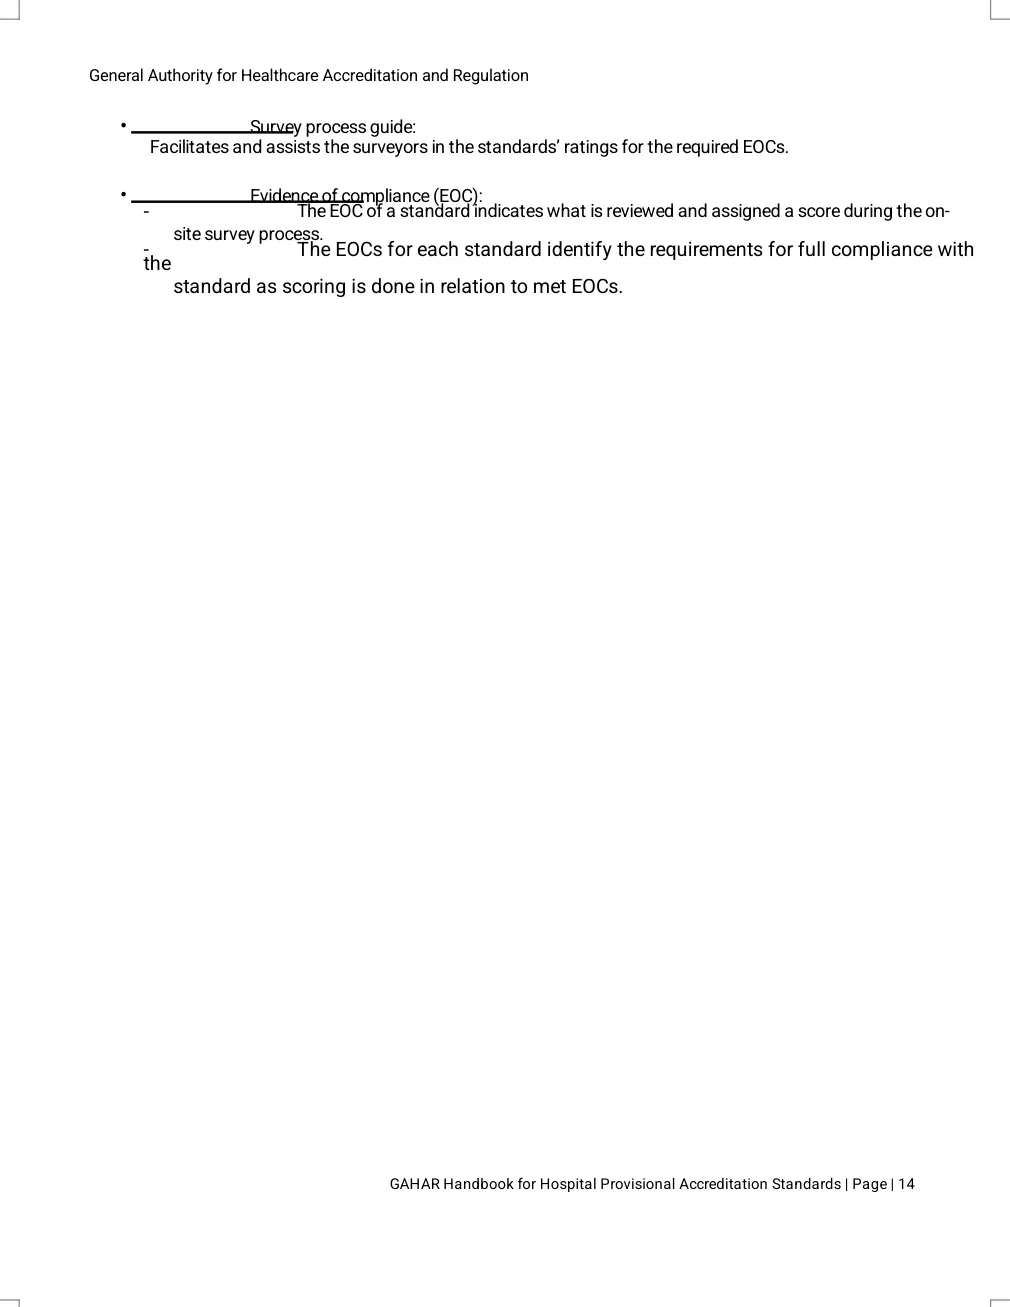 General Authority for Healthcare Accreditation and Regulation
• Survey process guide:
Facilitates and assists the surveyors in the standards’ ratings for the required EOCs.
• Evidence of compliance (EOC):
- The EOC of a standard indicates what is reviewed and assigned a score during the on-
site survey process.
- The EOCs for each standard identify the requirements for full compliance with
the
standard as scoring is done in relation to met EOCs.
GAHAR Handbook for Hospital Provisional Accreditation Standards | Page | 14